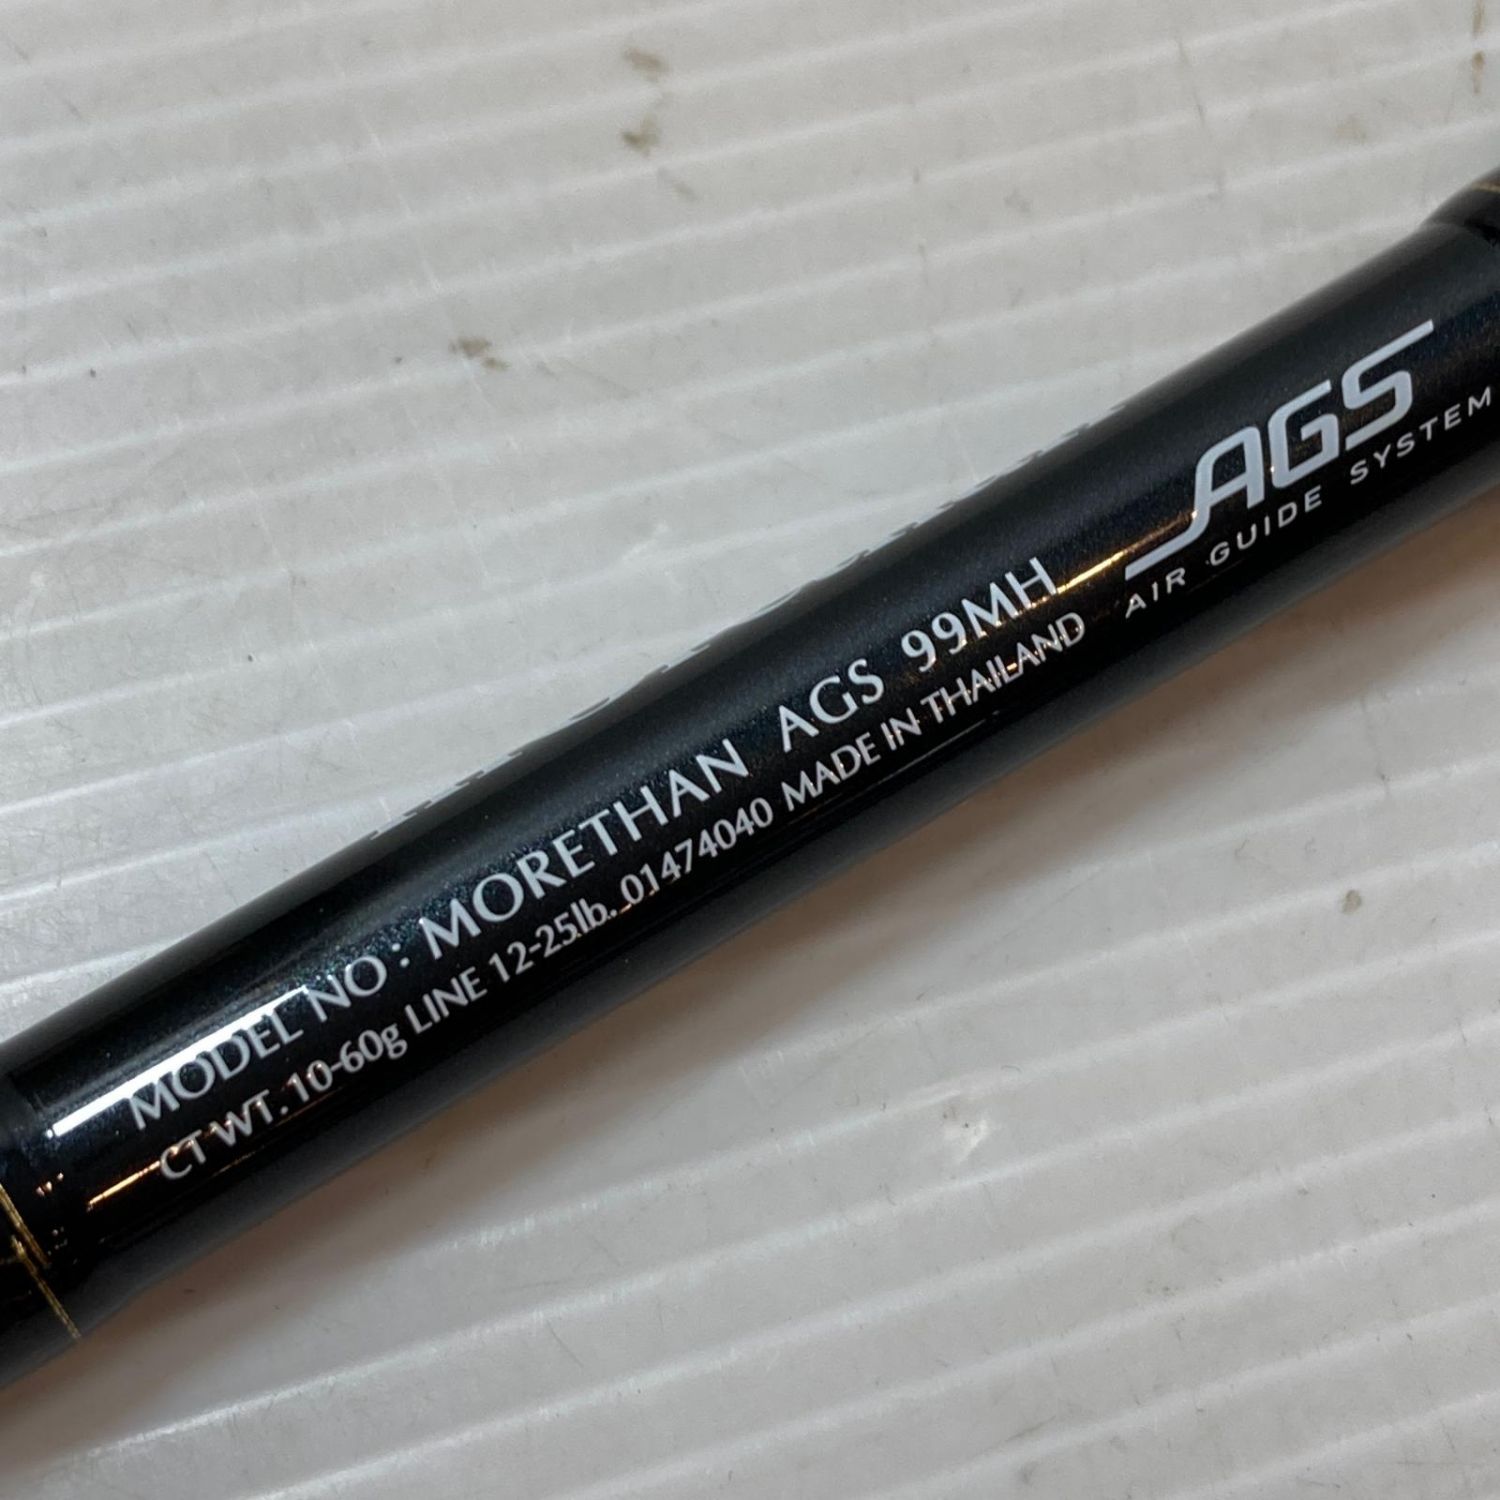 MODEL NO : MORETHAN AGS 99MH
CT WT. 10-60g LINE 12-25lb. 01474040 MADE IN THAILAND
AGS
AIR GUIDE SYSTEM